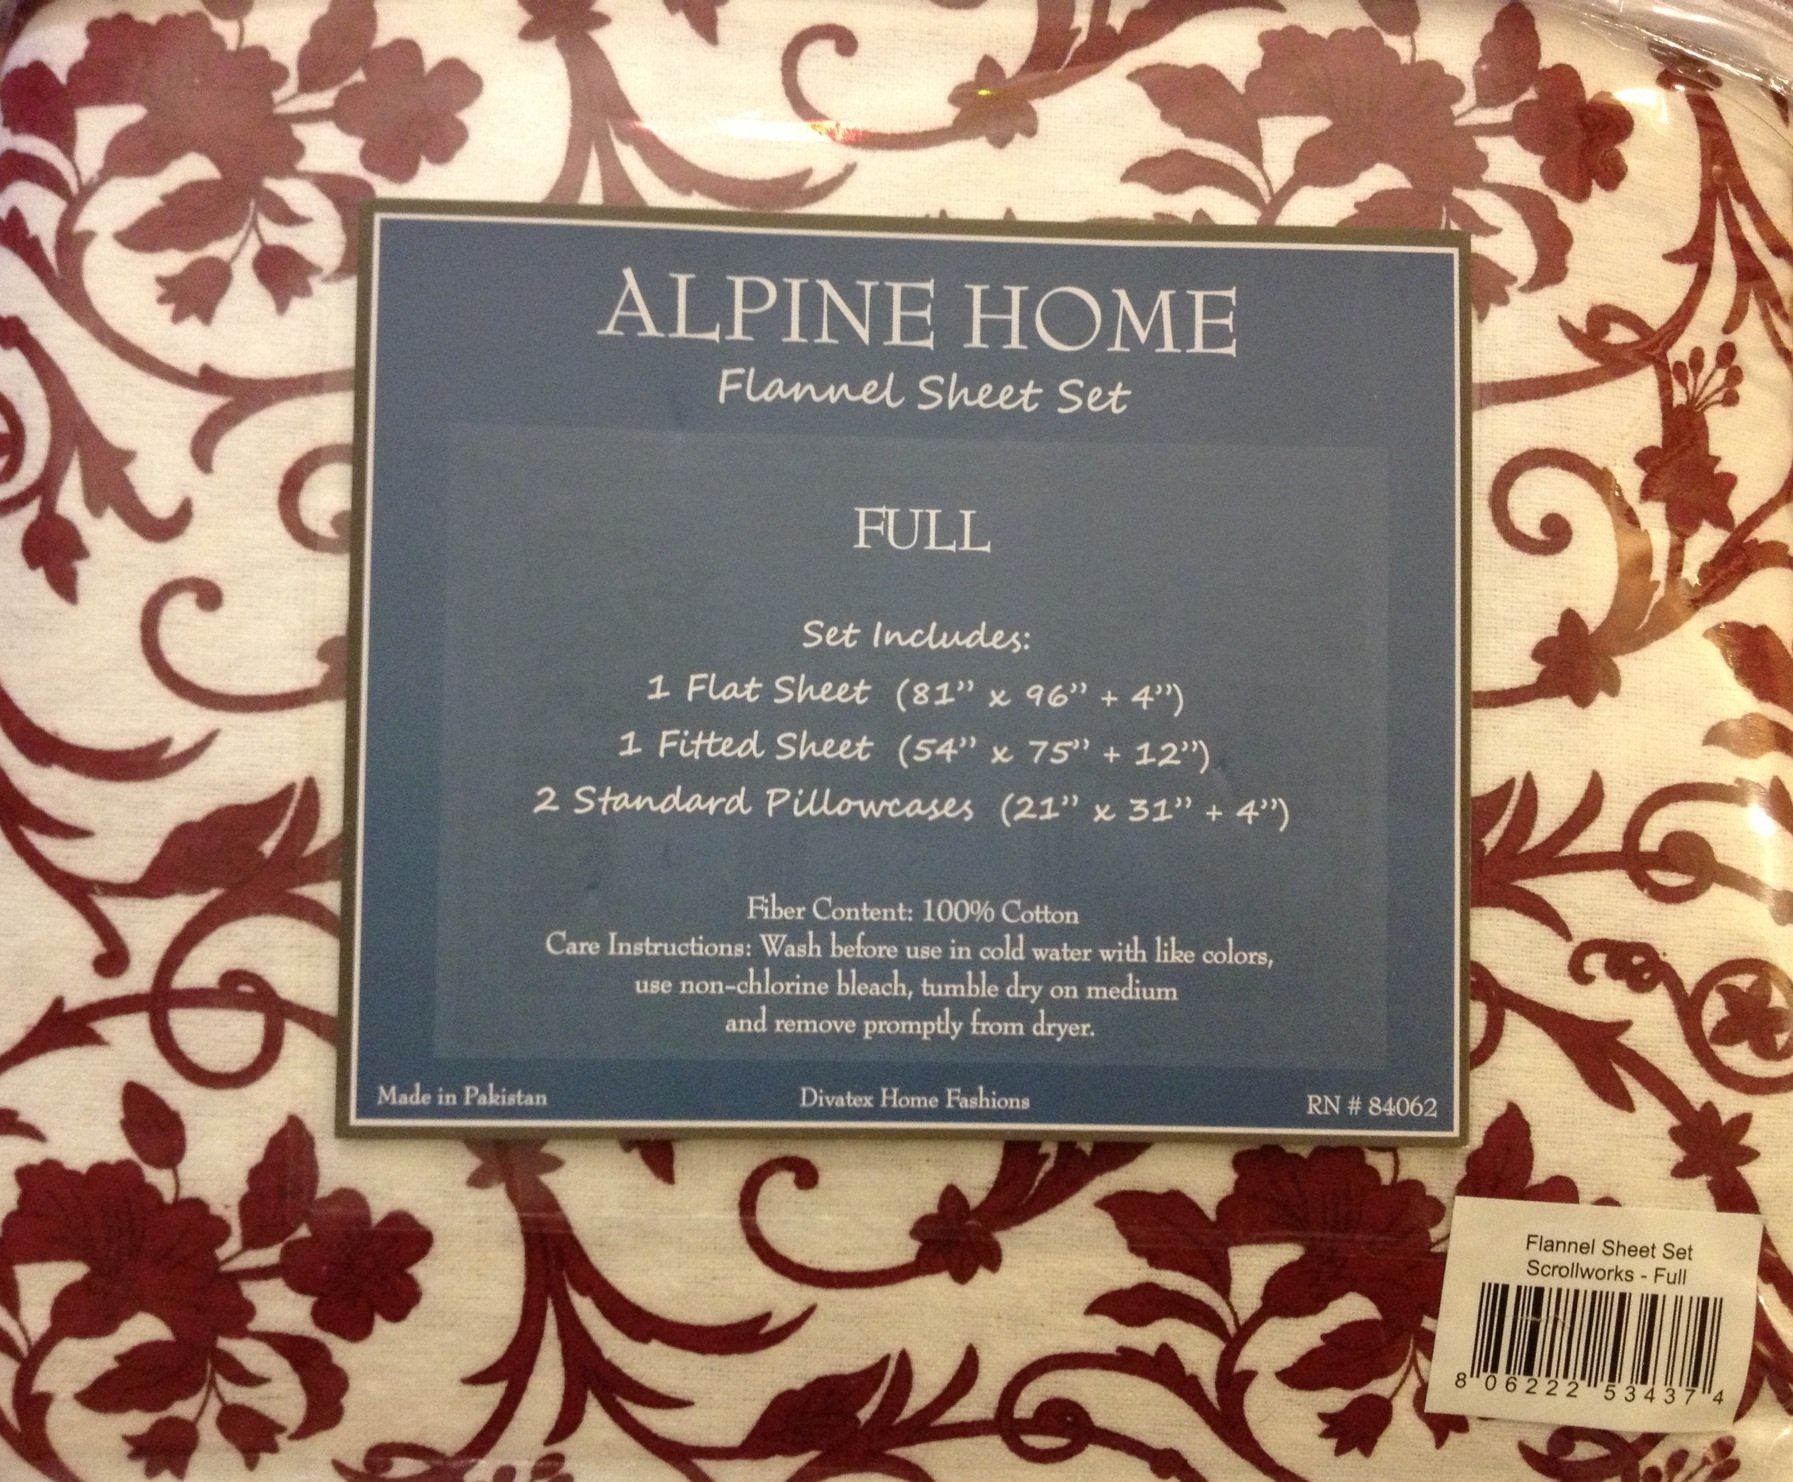 ALPINE HOME
Flannel Sheet Set
FULL
Set Includes:
1 Flat Sheet (81" x 96" + 4")
1 Fitted Sheet (54" x 75" + 12")
2 Standard Pillowcases (21" x 31" + 4")
Fiber Content: 100% Cotton
Care Instructions: Wash before use in cold water with like colors,
use non-chlorine bleach, tumble dry on medium
and remove promptly from dryer.
Made in Pakistan
Divatex Home Fashions
RN # 84062
Flannel Sheet Set
Scrollworks - Full
8 06222 53437 4